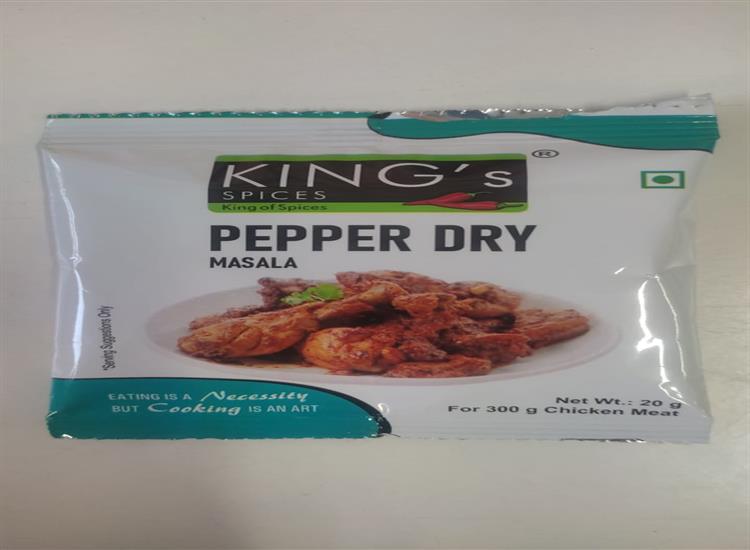 KING's ®
SPICES
King of Spices
PEPPER DRY
MASALA
*Serving Suggestions Only
EATING IS A Necessity
BUT Cooking IS AN ART
Net Wt.: 20 g
For 300 g Chicken Meat